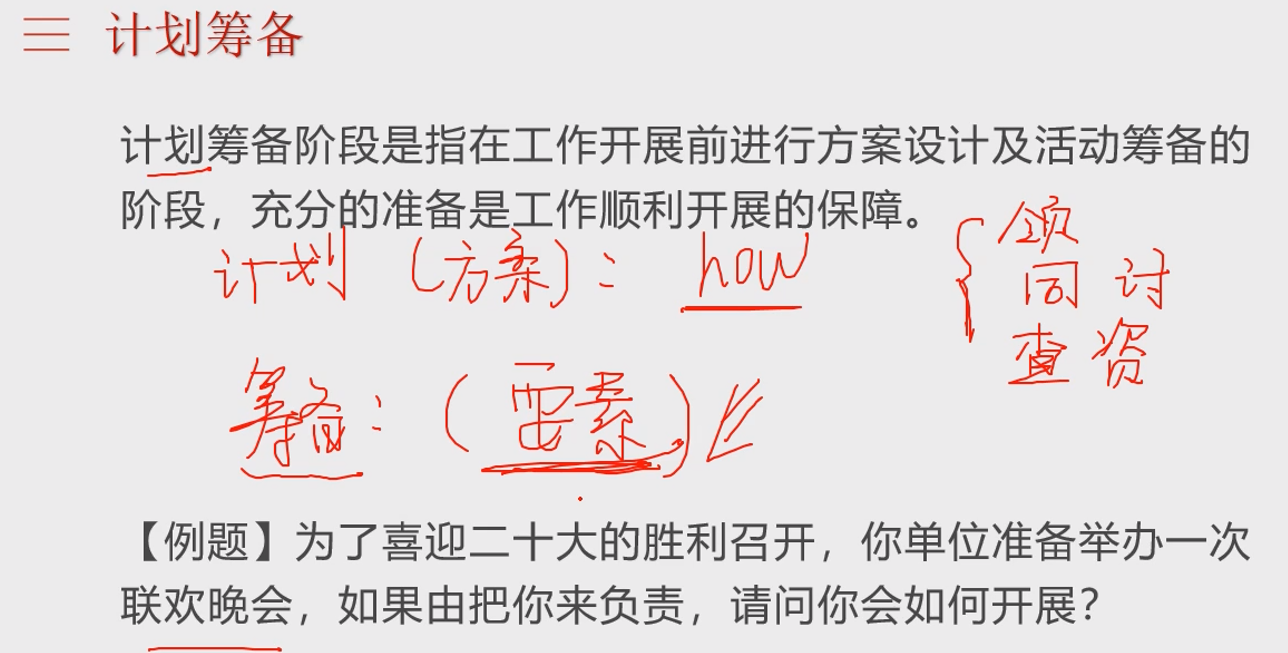 计划筹备
计划筹备阶段是指在工作开展前进行方案设计及活动筹备的
阶段，充分的准备是工作顺利开展的保障。
计划（方案）：how
领
同 讨
查 资
筹备：（要素）
【例题】为了喜迎二十大的胜利召开，你单位准备举办一次
联欢晚会，如果由把你来负责，请问你会如何开展？